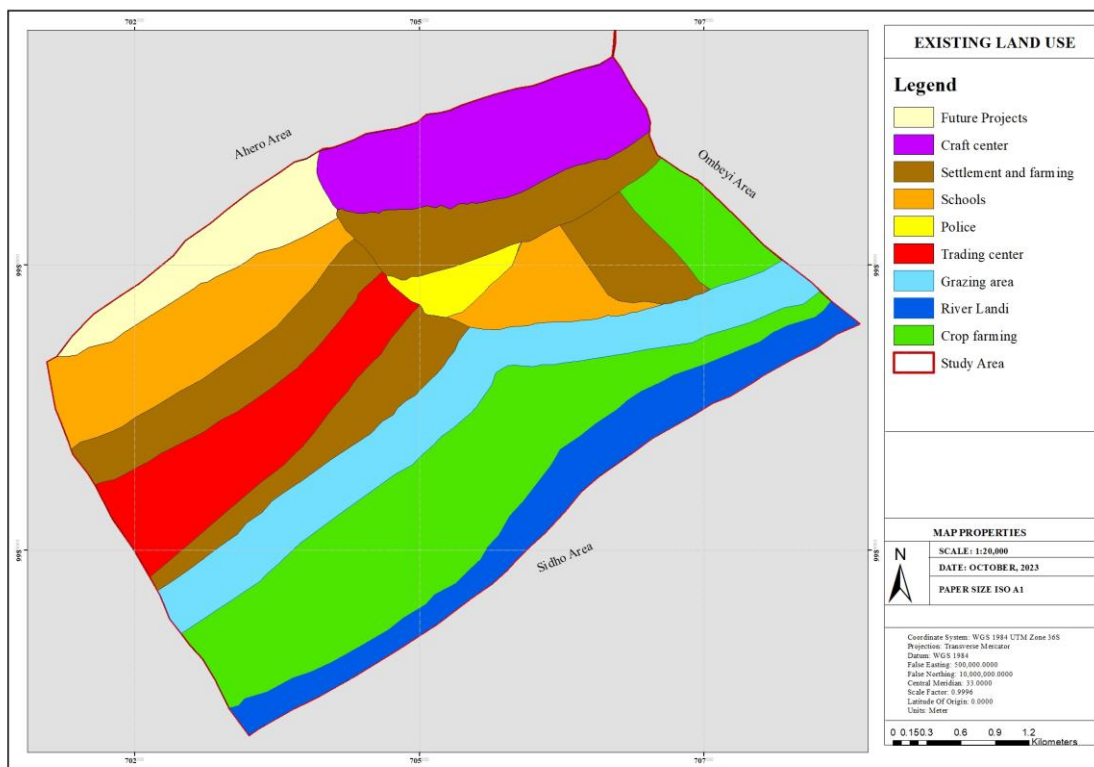 702
705
707
998
998
998
998
702
705
707
Ahero Area
Ombeyi Area
Sidho Area
EXISTING LAND USE
Legend
Future Projects
Craft center
Settlement and farming
Schools
Police
Trading center
Grazing area
River Landi
Crop farming
Study Area
MAP PROPERTIES
N
SCALE: 1:20,000
DATE: OCTOBER, 2023
PAPER SIZE ISO A1
Coordinate System: WGS 1984 UTM Zone 36S
Projection: Transverse Mercator
Datum: WGS 1984
False Easting: 500,000.0000
False Northing: 10,000,000.0000
Central Meridian: 33.0000
Scale Factor: 0.9996
Latitude Of Origin: 0.0000
Units: Meter
0 0.150.3 0.6 0.9 1.2
Kilometers